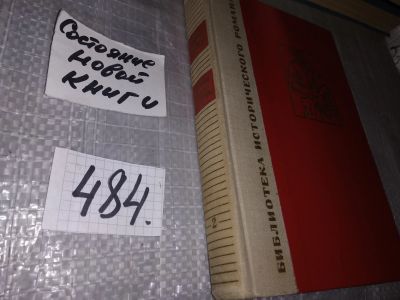 Состояние
новой
книги
484.
БИБЛИОТЕКА ИСТОРИЧЕСКОГО РОМАНА
2